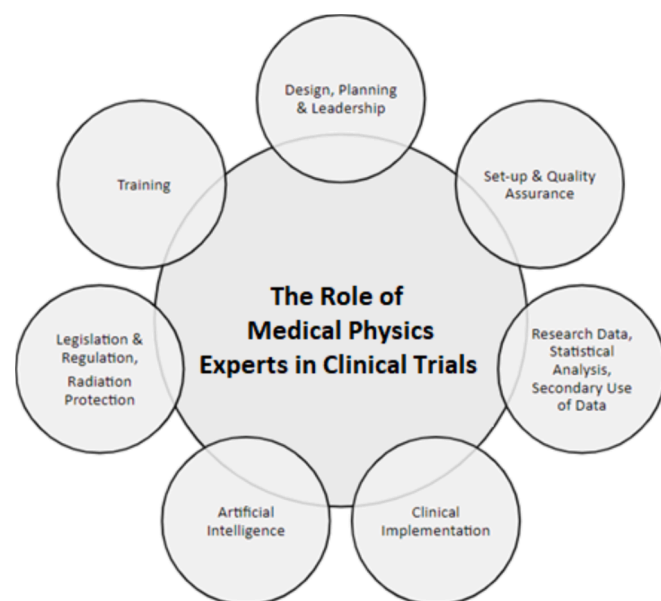 Design, Planning
& Leadership
Set-up & Quality
Assurance
Research Data,
Statistical
Analysis,
Secondary Use
of Data
Clinical
Implementation
Artificial
Intelligence
Legislation &
Regulation,
Radiation
Protection
Training
The Role of
Medical Physics
Experts in Clinical Trials